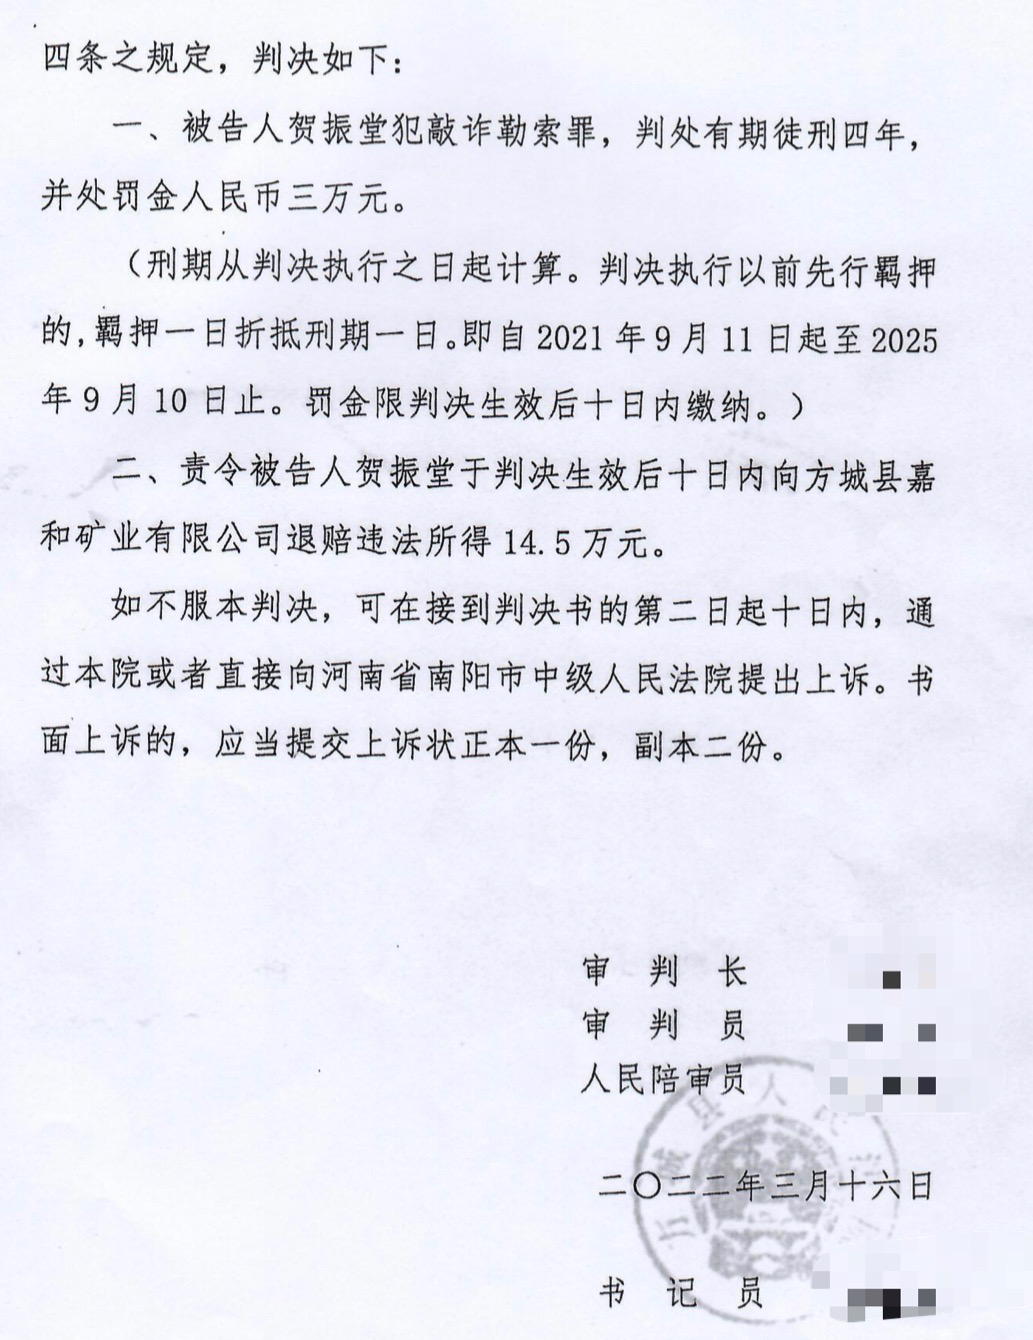 四条之规定，判决如下：
一、被告人贺振堂犯敲诈勒索罪，判处有期徒刑四年，
并处罚金人民币三万元。
（刑期从判决执行之日起计算。判决执行以前先行羁押
的，羁押一日折抵刑期一日。即自2021年9月11日起至2025
年9月10日止。罚金限判决生效后十日内缴纳。）
二、责令被告人贺振堂于判决生效后十日内向方城县嘉
和矿业有限公司退赔违法所得14.5万元。
如不服本判决，可在接到判决书的第二日起十日内，通
过本院或者直接向河南省南阳市中级人民法院提出上诉。书
面上诉的，应当提交上诉状正本一份，副本二份。
审 判 长
审 判 员
人民陪审员
城县人民
二〇二二年三月十六日
书 记 员